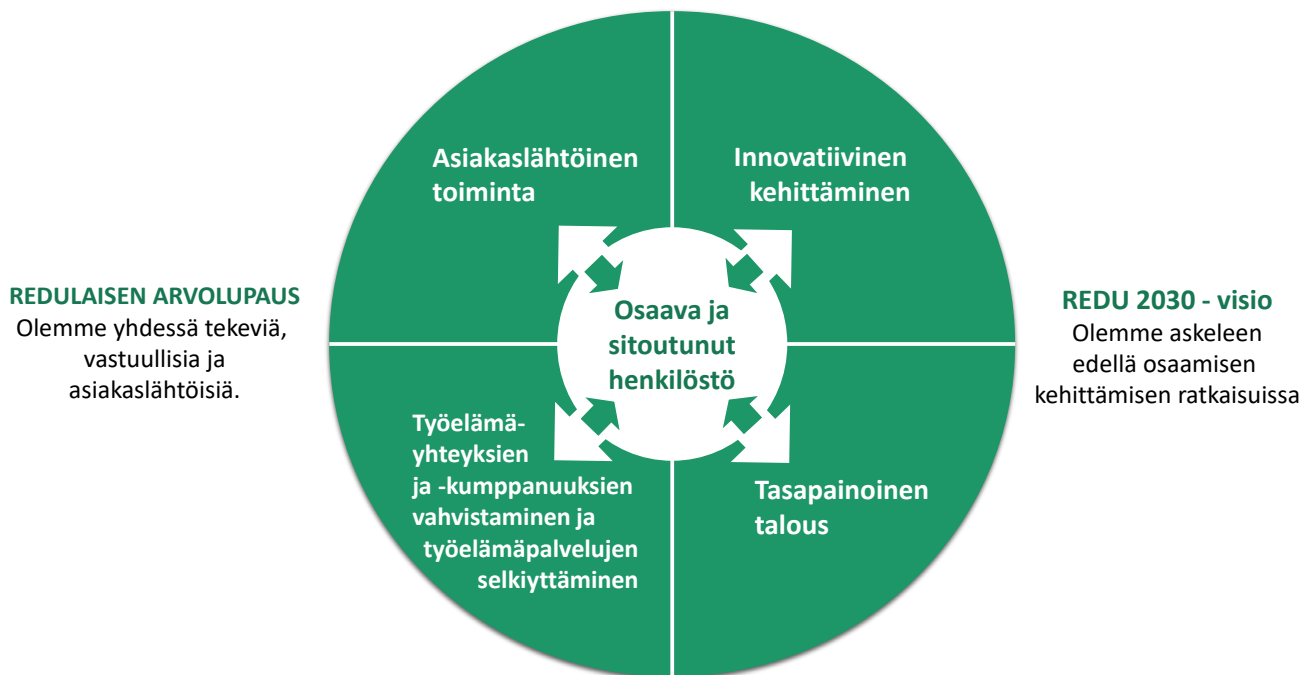 Asiakaslähtöinen
toiminta
Innovatiivinen
kehittäminen
REDULAISEN ARVOLUPAUS
Olemme yhdessä tekeviä,
vastuullisia ja
asiakaslähtöisiä.
Osaava ja
sitoutunut
henkilöstö
REDU 2030 - visio
Olemme askeleen
edellä osaamisen
kehittämisen ratkaisuissa
Työelämä-
yhteyksien
ja -kumppanuuksien
vahvistaminen ja
työelämäpalvelujen
selkiyttäminen
Tasapainoinen
talous